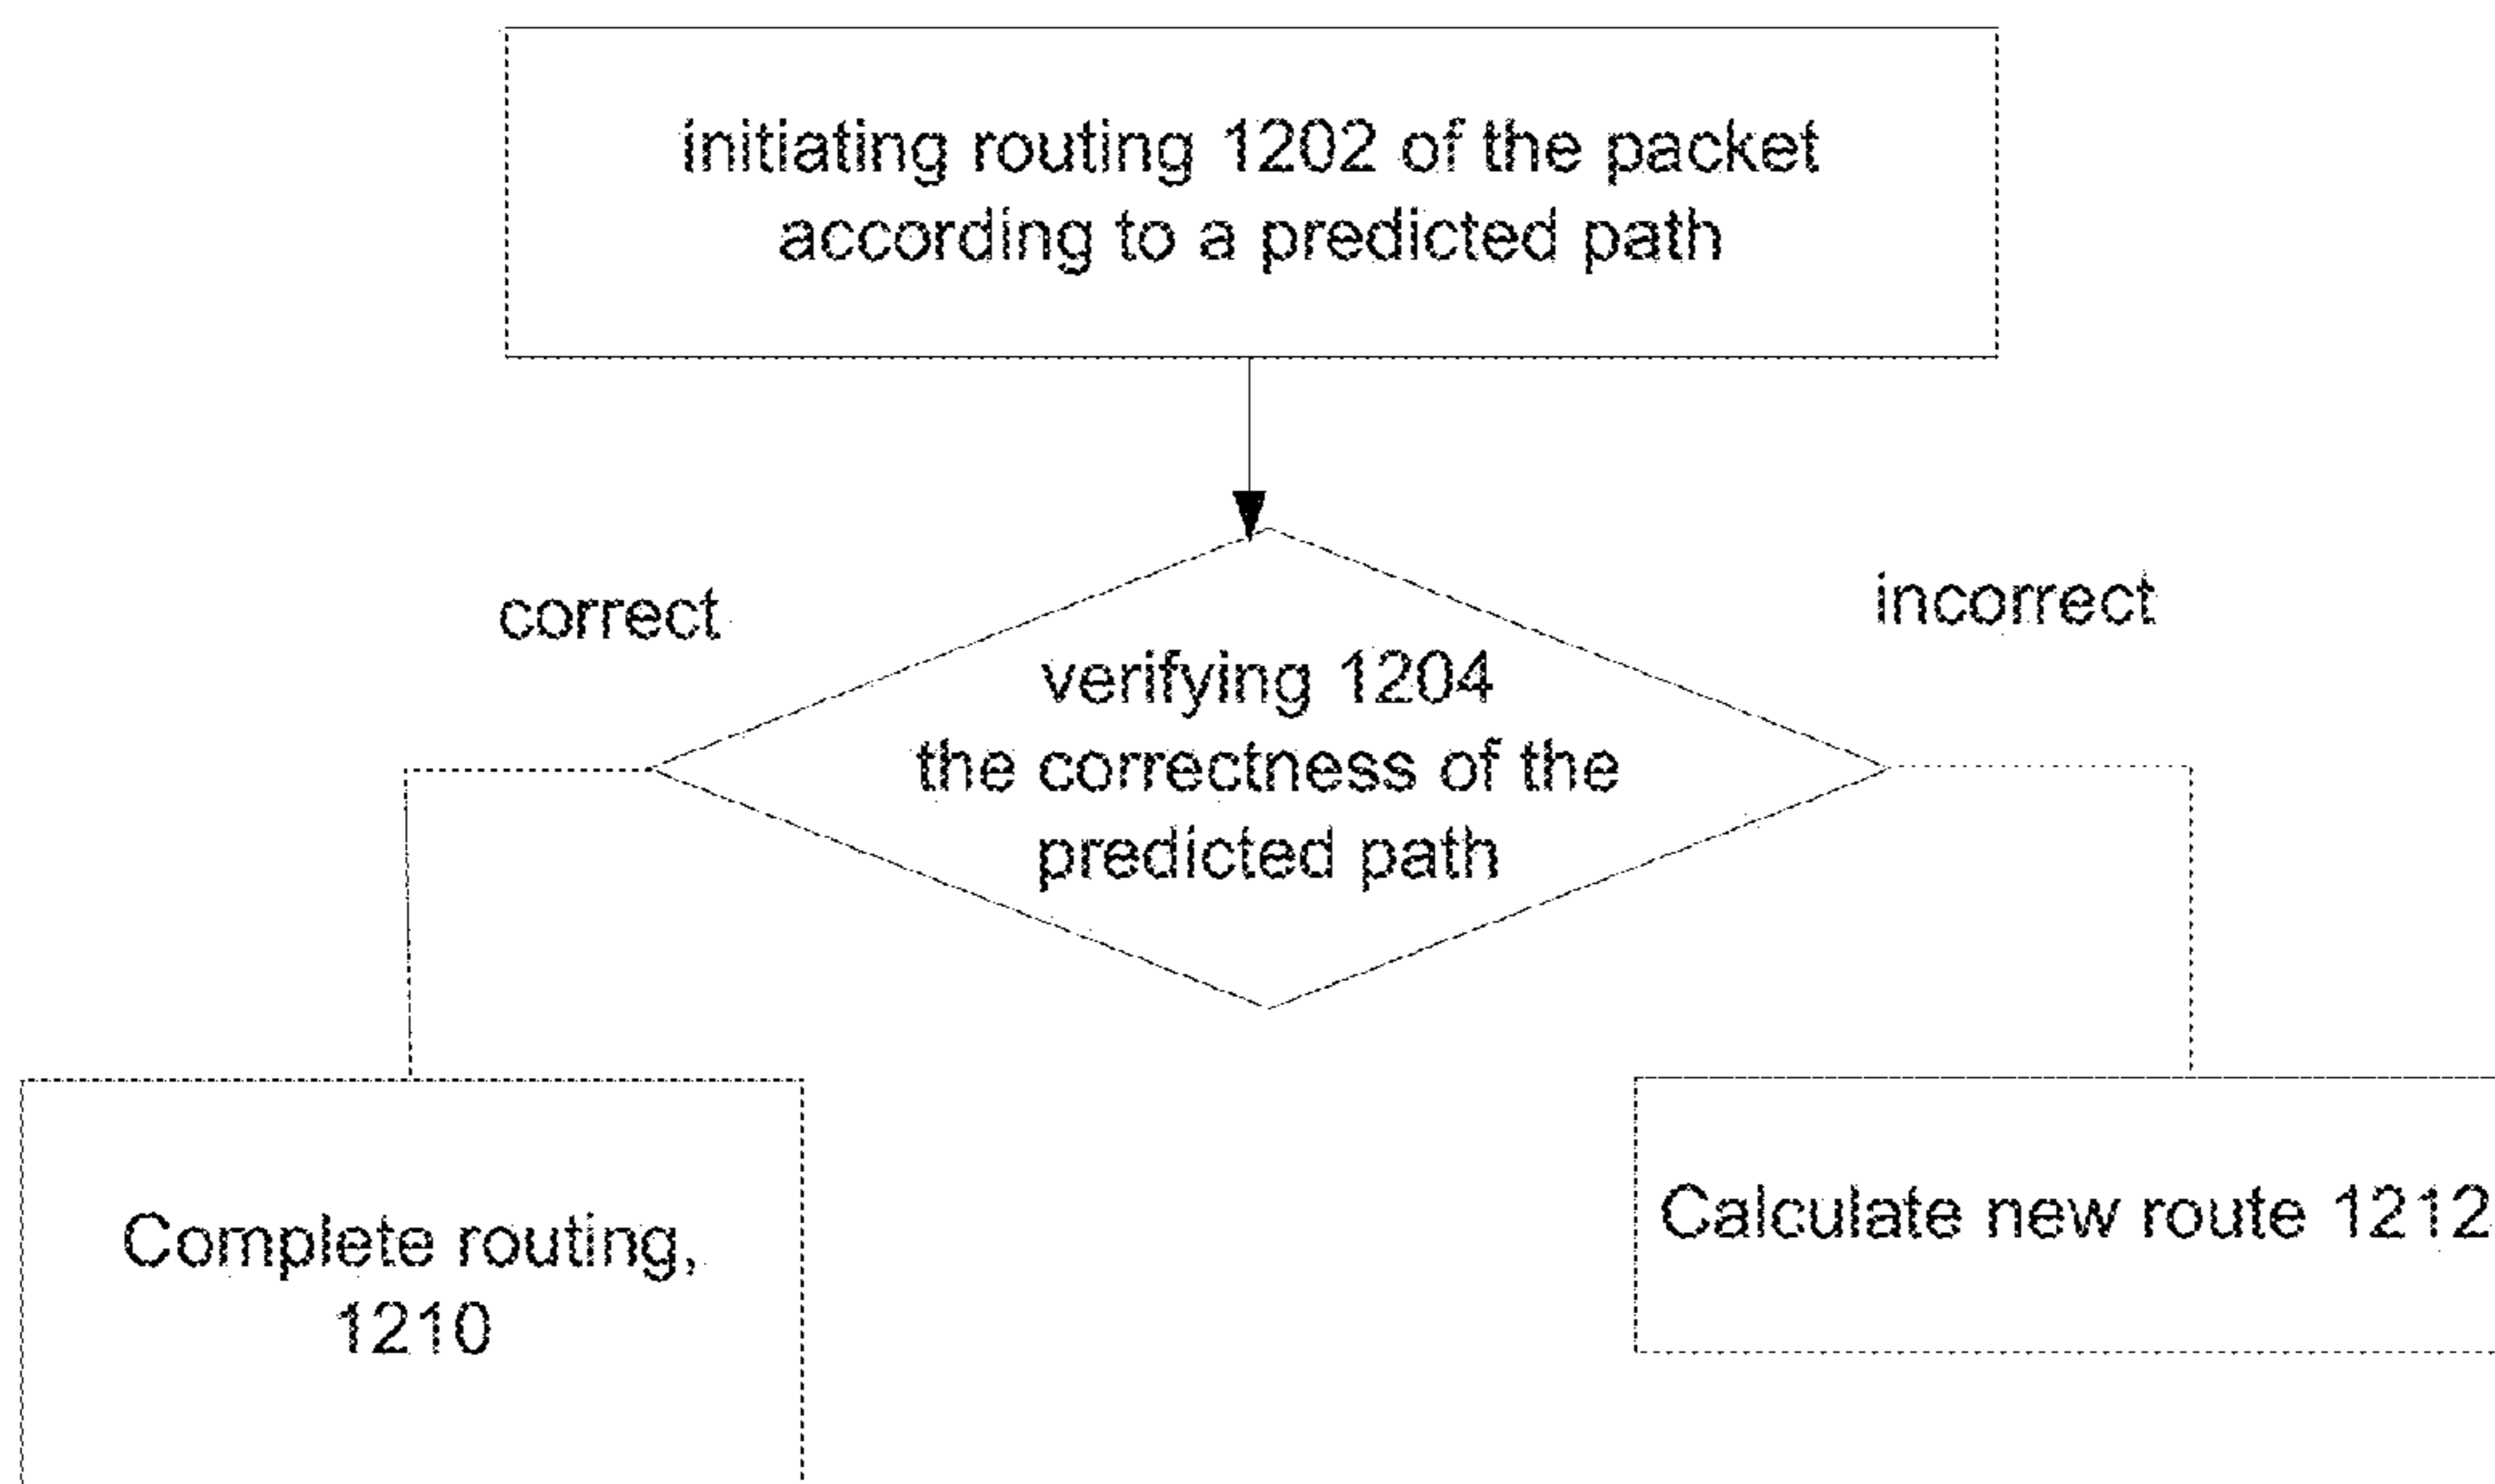 initiating routing 1202 of the packet
according to a predicted path
correct
incorrect
verifying 1204
the correctness of the
predicted path
Complete routing,
1210
Calculate new route 1212